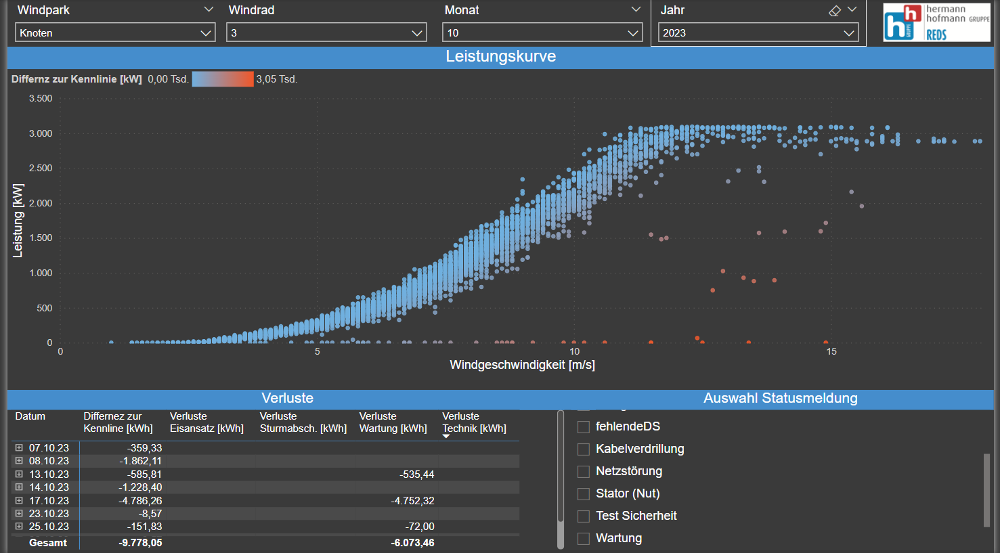 Windpark Windrad Monat Jahr
Knoten 3 10 2023
hermann
hofmann GRUPPE
REDS
hh
GRUPPE
Leistungskurve
Differnz zur Kennlinie [kW] 0,00 Tsd. 3,05 Tsd.
3.500
3.000
2.500
2.000
1.500
1.000
500
0
Leistung [kW]
0 5 10 15
Windgeschwindigkeit [m/s]
Verluste
Datum Differnez zur Kennline [kWh] Verluste Eisansatz [kWh] Verluste Sturmabsch. [kWh] Verluste Wartung [kWh] Verluste Technik [kWh]
07.10.23 -359,33
08.10.23 -1.862,11
13.10.23 -585,81 -535,44
14.10.23 -1.228,40
17.10.23 -4.786,26 -4.752,32
23.10.23 -8,57
25.10.23 -151,83 -72,00
Gesamt -9.778,05 -6.073,46
Auswahl Statusmeldung
fehlendeDS
Kabelverdrillung
Netzstörung
Stator (Nut)
Test Sicherheit
Wartung